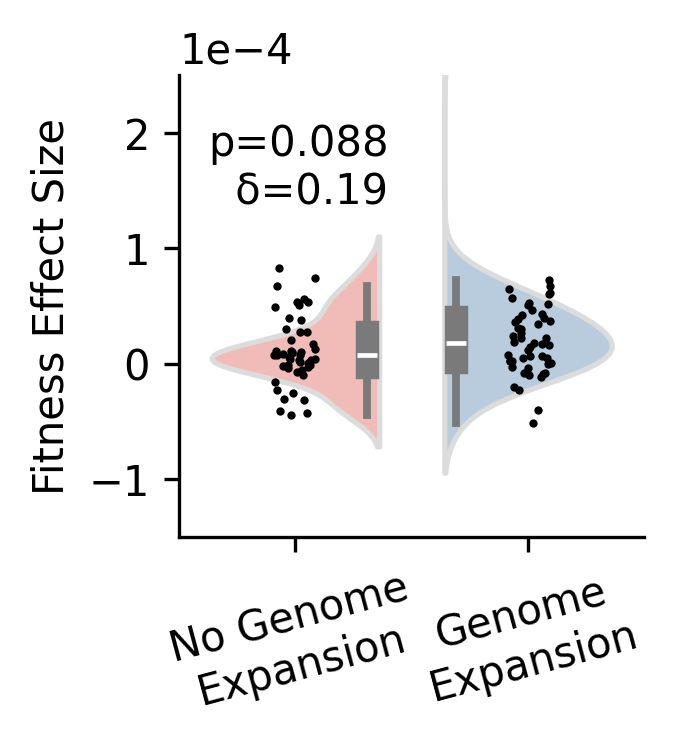 1e−4
Fitness Effect Size
2
1
0
−1
p=0.088
δ=0.19
No Genome
Expansion
Genome
Expansion